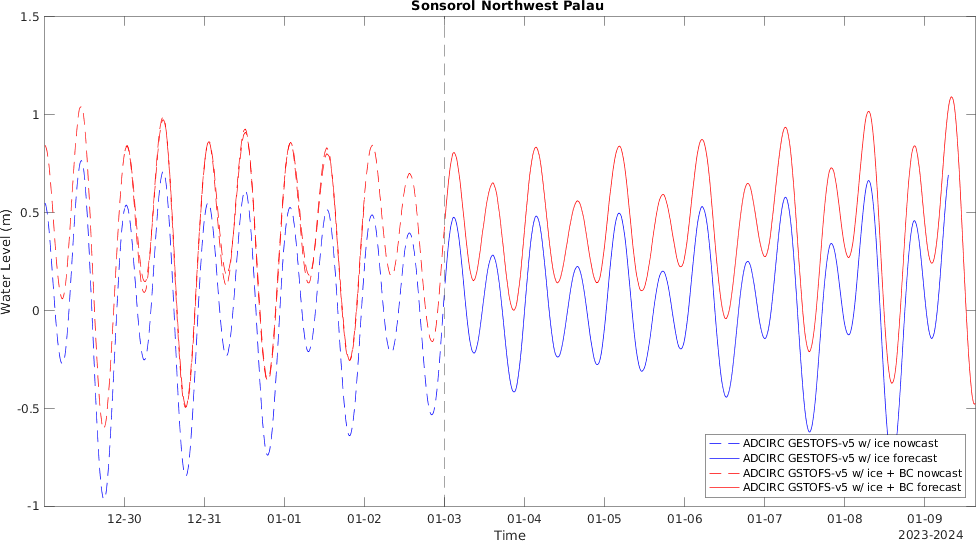 Sonsorol Northwest Palau
1.5
1
0.5
0
-0.5
-1
Water Level (m)
12-30
12-31
01-01
01-02
01-03
01-04
01-05
01-06
01-07
01-08
01-09
Time
2023-2024
ADCIRC GESTOFS-v5 w/ ice nowcast
ADCIRC GESTOFS-v5 w/ ice forecast
ADCIRC GSTOFS-v5 w/ ice + BC nowcast
ADCIRC GSTOFS-v5 w/ ice + BC forecast